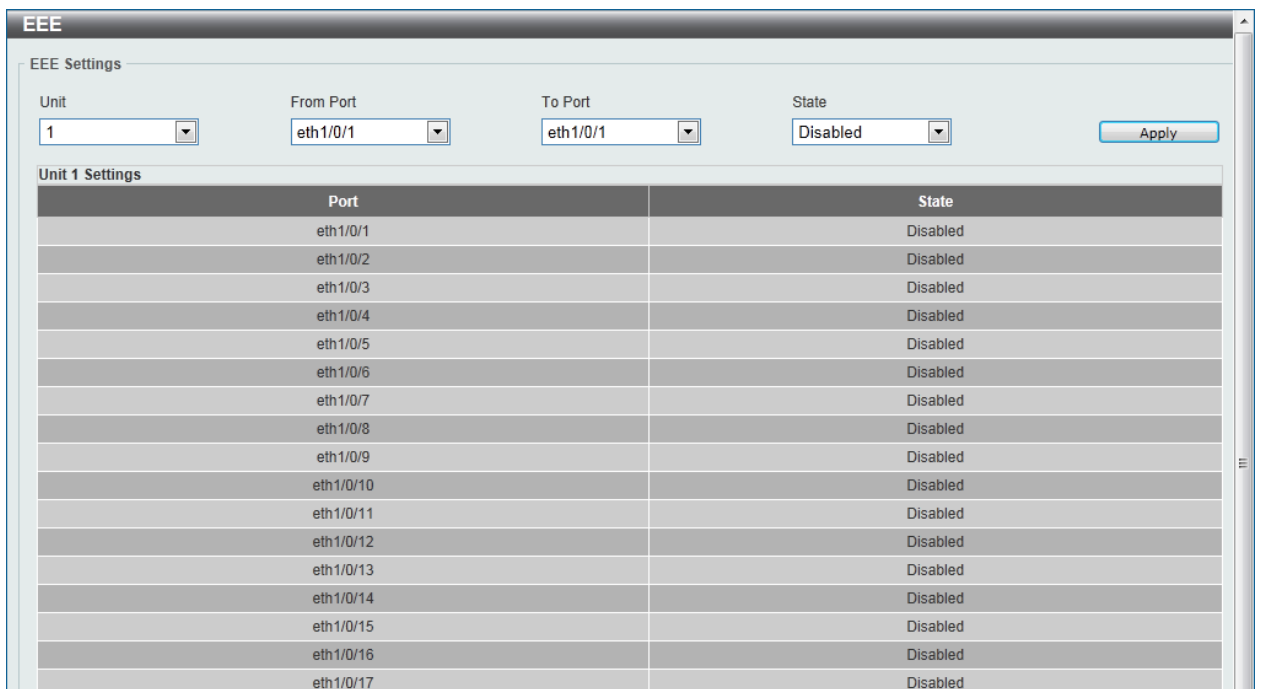 EEE
EEE Settings
Unit From Port To Port State
1 eth1/0/1 eth1/0/1 Disabled Apply
Unit 1 Settings
Port State
eth1/0/1 Disabled
eth1/0/2 Disabled
eth1/0/3 Disabled
eth1/0/4 Disabled
eth1/0/5 Disabled
eth1/0/6 Disabled
eth1/0/7 Disabled
eth1/0/8 Disabled
eth1/0/9 Disabled
eth1/0/10 Disabled
eth1/0/11 Disabled
eth1/0/12 Disabled
eth1/0/13 Disabled
eth1/0/14 Disabled
eth1/0/15 Disabled
eth1/0/16 Disabled
eth1/0/17 Disabled